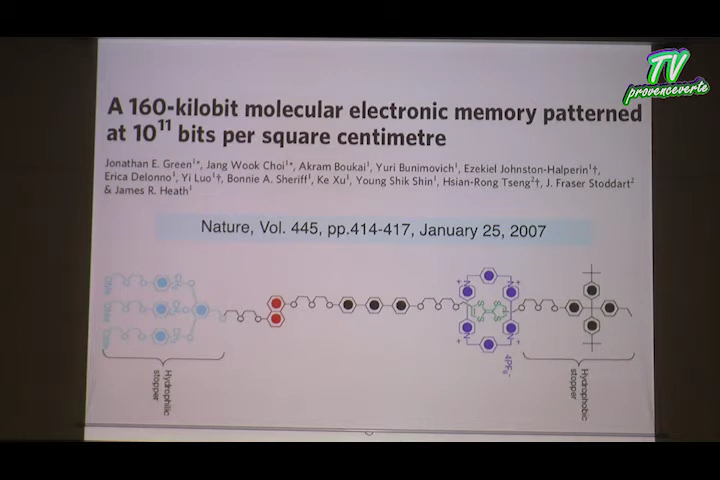 TV
provenceverte
A 160-kilobit molecular electronic memory patterned
at 10¹¹ bits per square centimetre
Jonathan E. Green¹*, Jang Wook Choi¹*, Akram Boukai¹, Yuri Bunimovich¹, Ezekiel Johnston-Halperin¹†,
Erica DeIonno¹, Yi Luo¹†, Bonnie A. Sheriff¹, Ke Xu¹, Young Shik Shin¹, Hsian-Rong Tseng²†, J. Fraser Stoddart²
& James R. Heath¹
Nature, Vol. 445, pp.414-417, January 25, 2007
Hydrophilic
stopper
4PF₆⁻
Hydrophobic
stopper